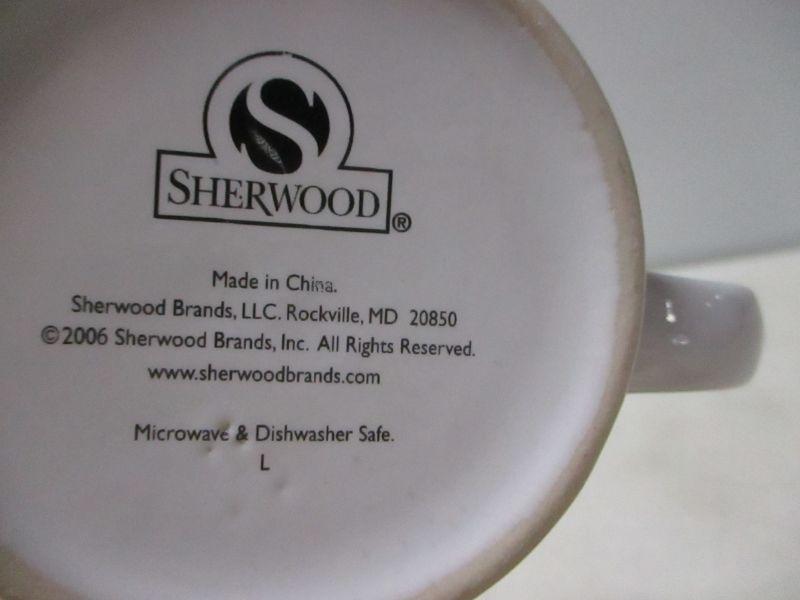 S
SHERWOOD®
Made in China.
Sherwood Brands, LLC. Rockville, MD 20850
©2006 Sherwood Brands, Inc. All Rights Reserved.
www.sherwoodbrands.com
Microwave & Dishwasher Safe.
L